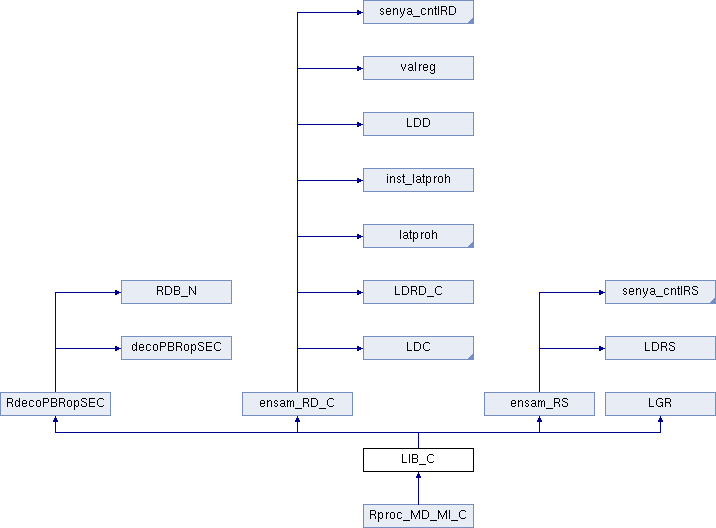 senya_cntlRD
valreg
LDD
inst_latproh
latproh
RDB_N
LDRD_C
senya_cntlRS
decoPBRopSEC
LDC
LDRS
RdecoPBRopSEC
ensam_RD_C
ensam_RS
LGR
LIB_C
Rproc_MD_MI_C